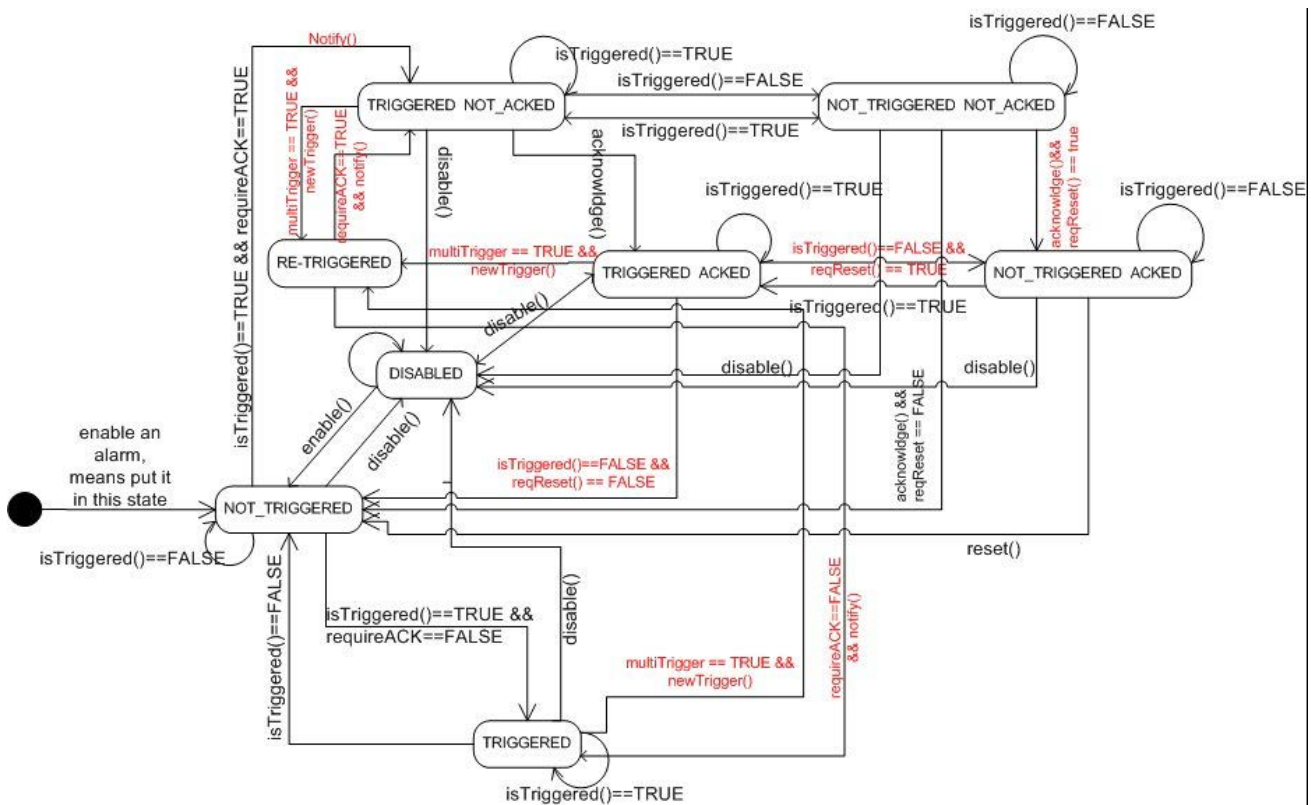 isTriggered()==FALSE
Notify()
isTriggered()==TRUE
isTriggered()==FALSE
TRIGGERED NOT_ACKED
NOT_TRIGGERED NOT_ACKED
isTriggered()==TRUE
isTriggered()==TRUE && requireACK==TRUE
multiTrigger == TRUE &&
newTrigger()
requireACK==TRUE
&& notify()
disable()
acknowldge()
acknowldge()&&
reqReset() == true
isTriggered()==TRUE
isTriggered()==FALSE
RE-TRIGGERED
multiTrigger == TRUE &&
newTrigger()
TRIGGERED ACKED
isTriggered()==FALSE &&
reqReset() == TRUE
NOT_TRIGGERED ACKED
isTriggered()==TRUE
disable()
DISABLED
disable()
disable()
enable()
disable()
acknowldge() &&
reqReset == FALSE
enable an
alarm,
means put it
in this state
isTriggered()==FALSE &&
reqReset() == FALSE
NOT_TRIGGERED
isTriggered()==FALSE
reset()
isTriggered()==FALSE
isTriggered()==TRUE &&
requireACK==FALSE
disable()
requireACK==FALSE
&& notify()
multiTrigger == TRUE &&
newTrigger()
TRIGGERED
isTriggered()==TRUE